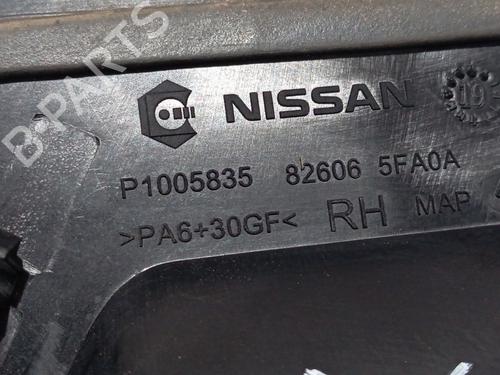 B-PARTS
NISSAN
P1005835 82606 5FA0A
>PA6+30GF< RH MAP